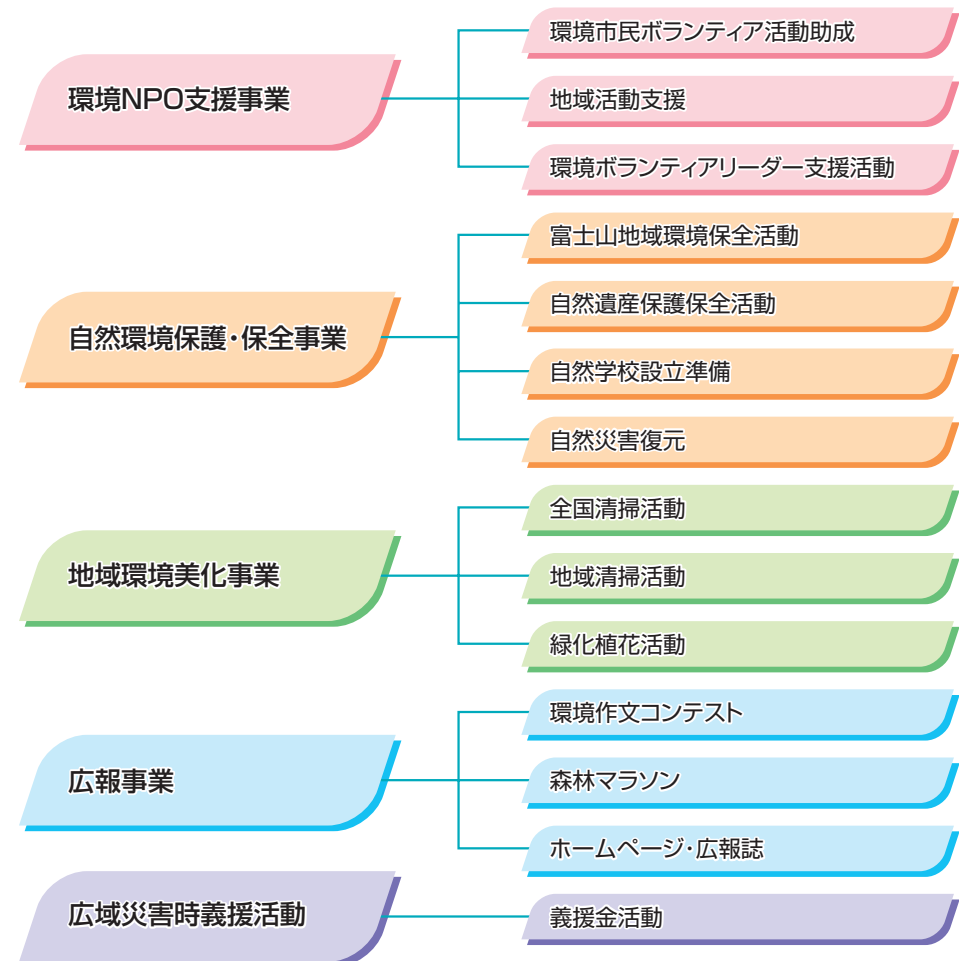 環境NPO支援事業
環境市民ボランティア活動助成
地域活動支援
環境ボランティアリーダー支援活動
自然環境保護・保全事業
富士山地域環境保全活動
自然遺産保護保全活動
自然学校設立準備
自然災害復元
地域環境美化事業
全国清掃活動
地域清掃活動
緑化植花活動
広報事業
環境作文コンテスト
森林マラソン
ホームページ・広報誌
広域災害時義援活動
義援金活動